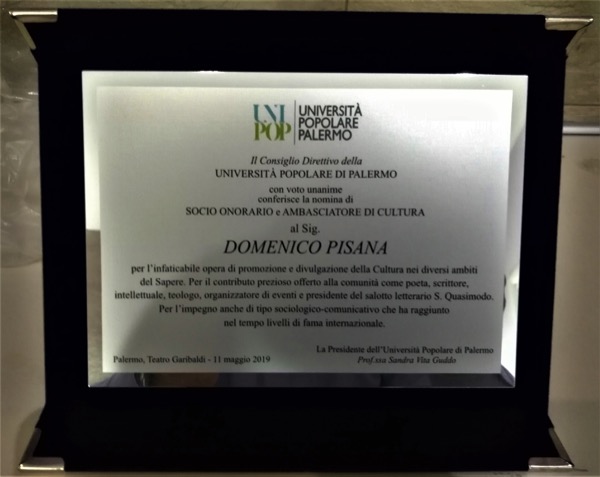 UNI
POP
UNIVERSITÀ
POPOLARE
PALERMO
Il Consiglio Direttivo della
UNIVERSITÀ POPOLARE DI PALERMO
con voto unanime
conferisce la nomina di
SOCIO ONORARIO e AMBASCIATORE DI CULTURA
al Sig.
DOMENICO PISANA
per l'infaticabile opera di promozione e divulgazione della Cultura nei diversi ambiti
del Sapere. Per il contributo prezioso offerto alla comunità come poeta, scrittore,
intellettuale, teologo, organizzatore di eventi e presidente del salotto letterario S. Quasimodo.
Per l'impegno anche di tipo sociologico-comunicativo che ha raggiunto
nel tempo livelli di fama internazionale.
La Presidente dell'Università Popolare di Palermo
Palermo, Teatro Garibaldi - 11 maggio 2019
Prof.ssa Sandra Vita Guddo